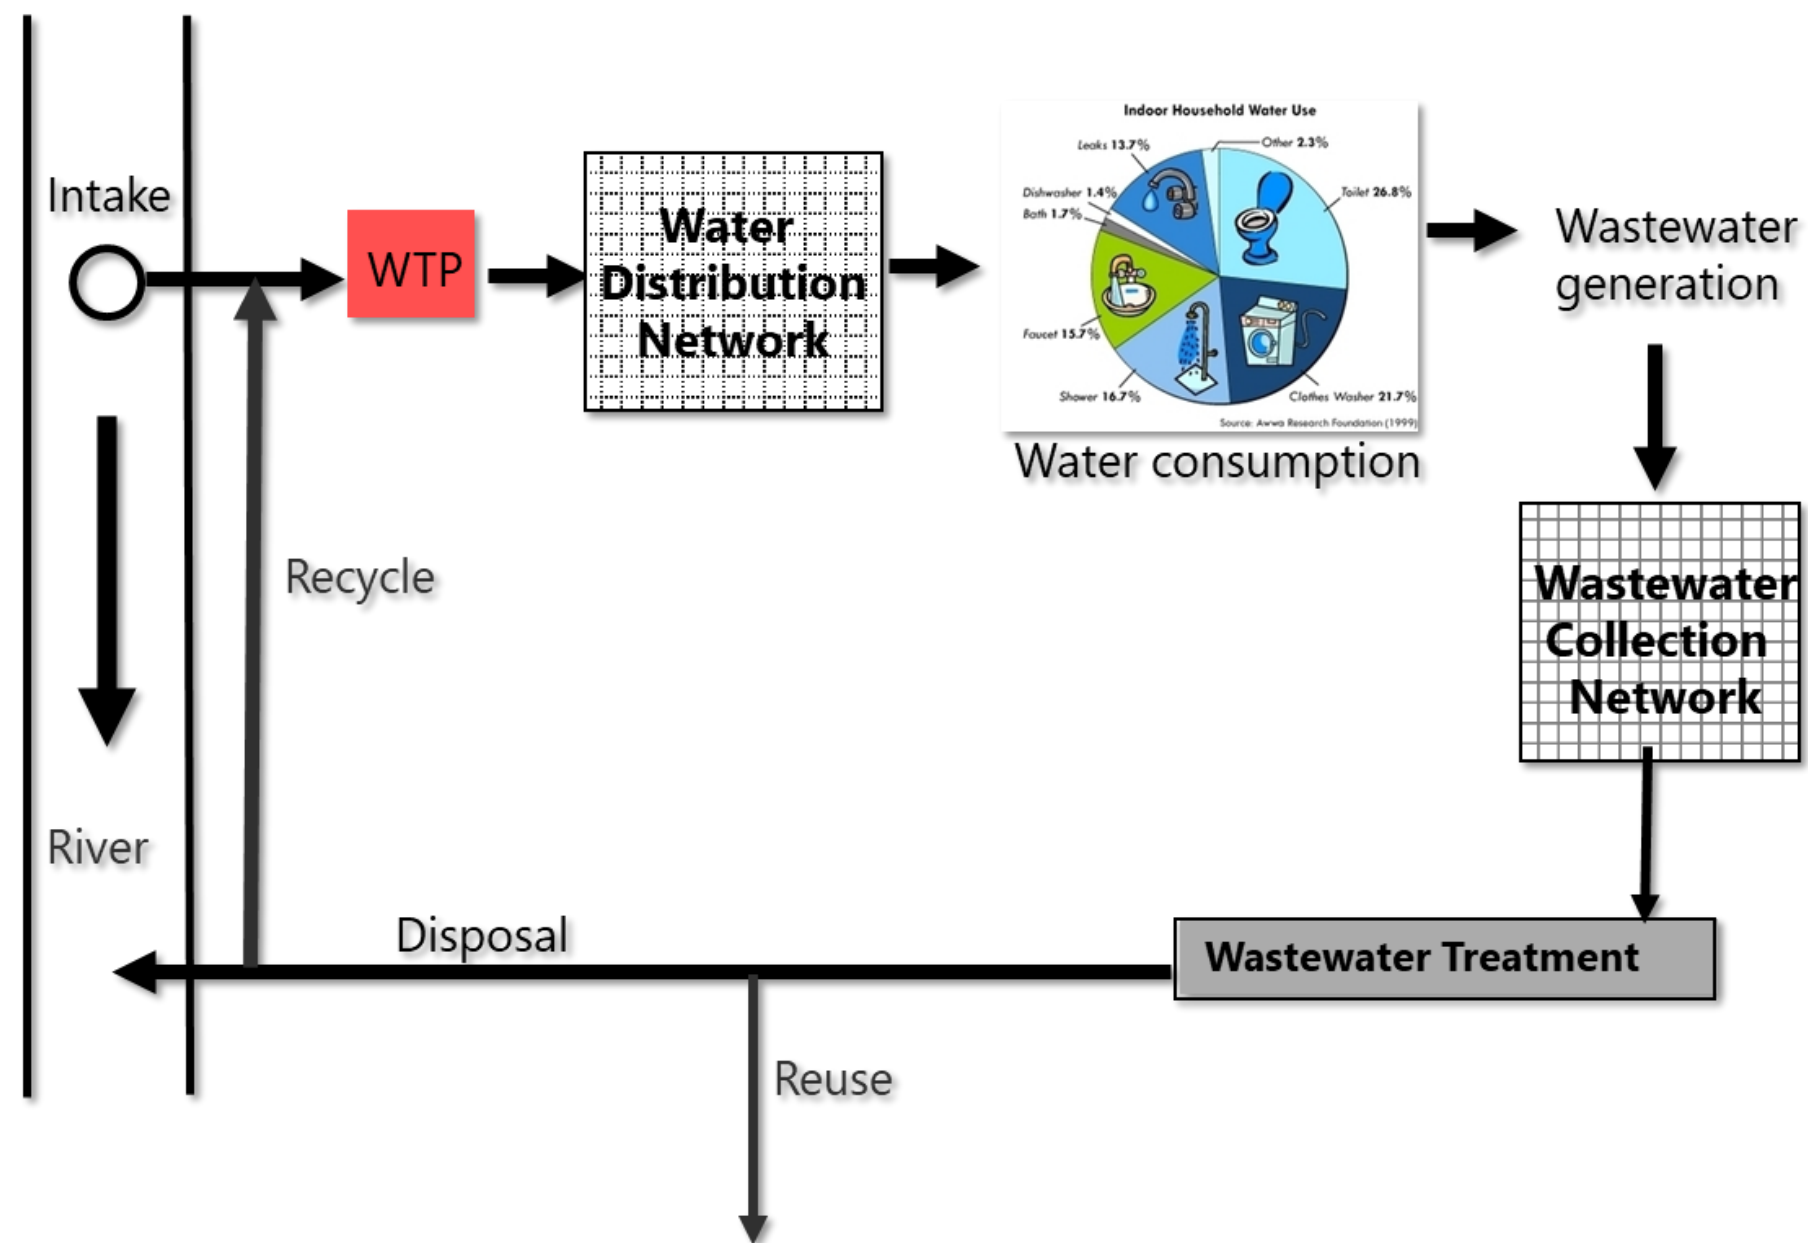 Intake
WTP
Water
Distribution
Network
Indoor Household Water Use
Leaks 13.7%
Other 2.3%
Dishwasher 1.4%
Toilet 26.8%
Bath 1.7%
Faucet 15.7%
Shower 16.7%
Clothes Washer 21.7%
Source: Awwa Research Foundation (1999)
Water consumption
Wastewater
generation
Wastewater
Collection
Network
Recycle
River
Disposal
Wastewater Treatment
Reuse